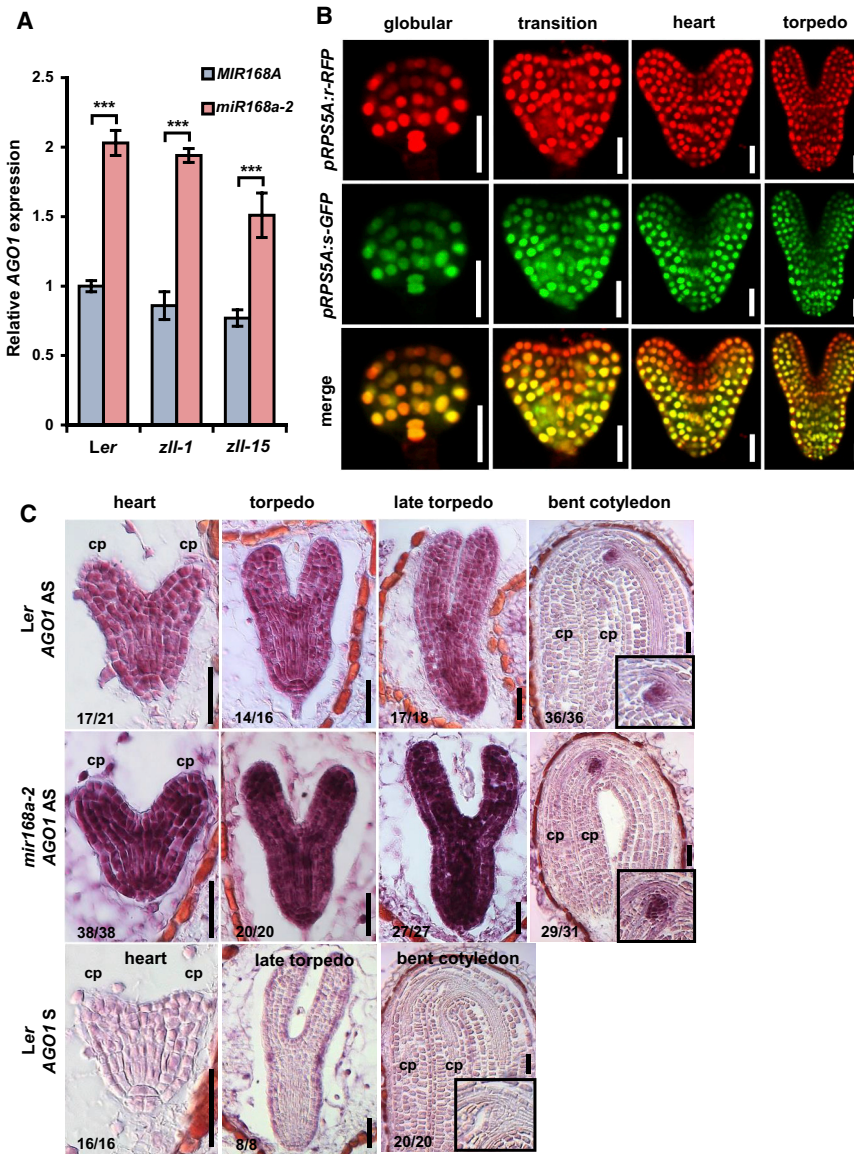 A
Relative AGO1 expression
2.5
2
1.5
1
0.5
0
MIR168A
miR168a-2
***
***
***
Ler
zll-1
zll-15
B
globular
transition
heart
torpedo
pRPS5A:r-RFP
pRPS5A:s-GFP
merge
C
heart
torpedo
late torpedo
bent cotyledon
Ler
AGO1 AS
cp
cp
17/21
14/16
17/18
cp
cp
36/36
mir168a-2
AGO1 AS
cp
cp
38/38
20/20
27/27
cp
cp
29/31
Ler
AGO1 S
heart
cp
cp
16/16
late torpedo
8/8
bent cotyledon
cp
cp
20/20